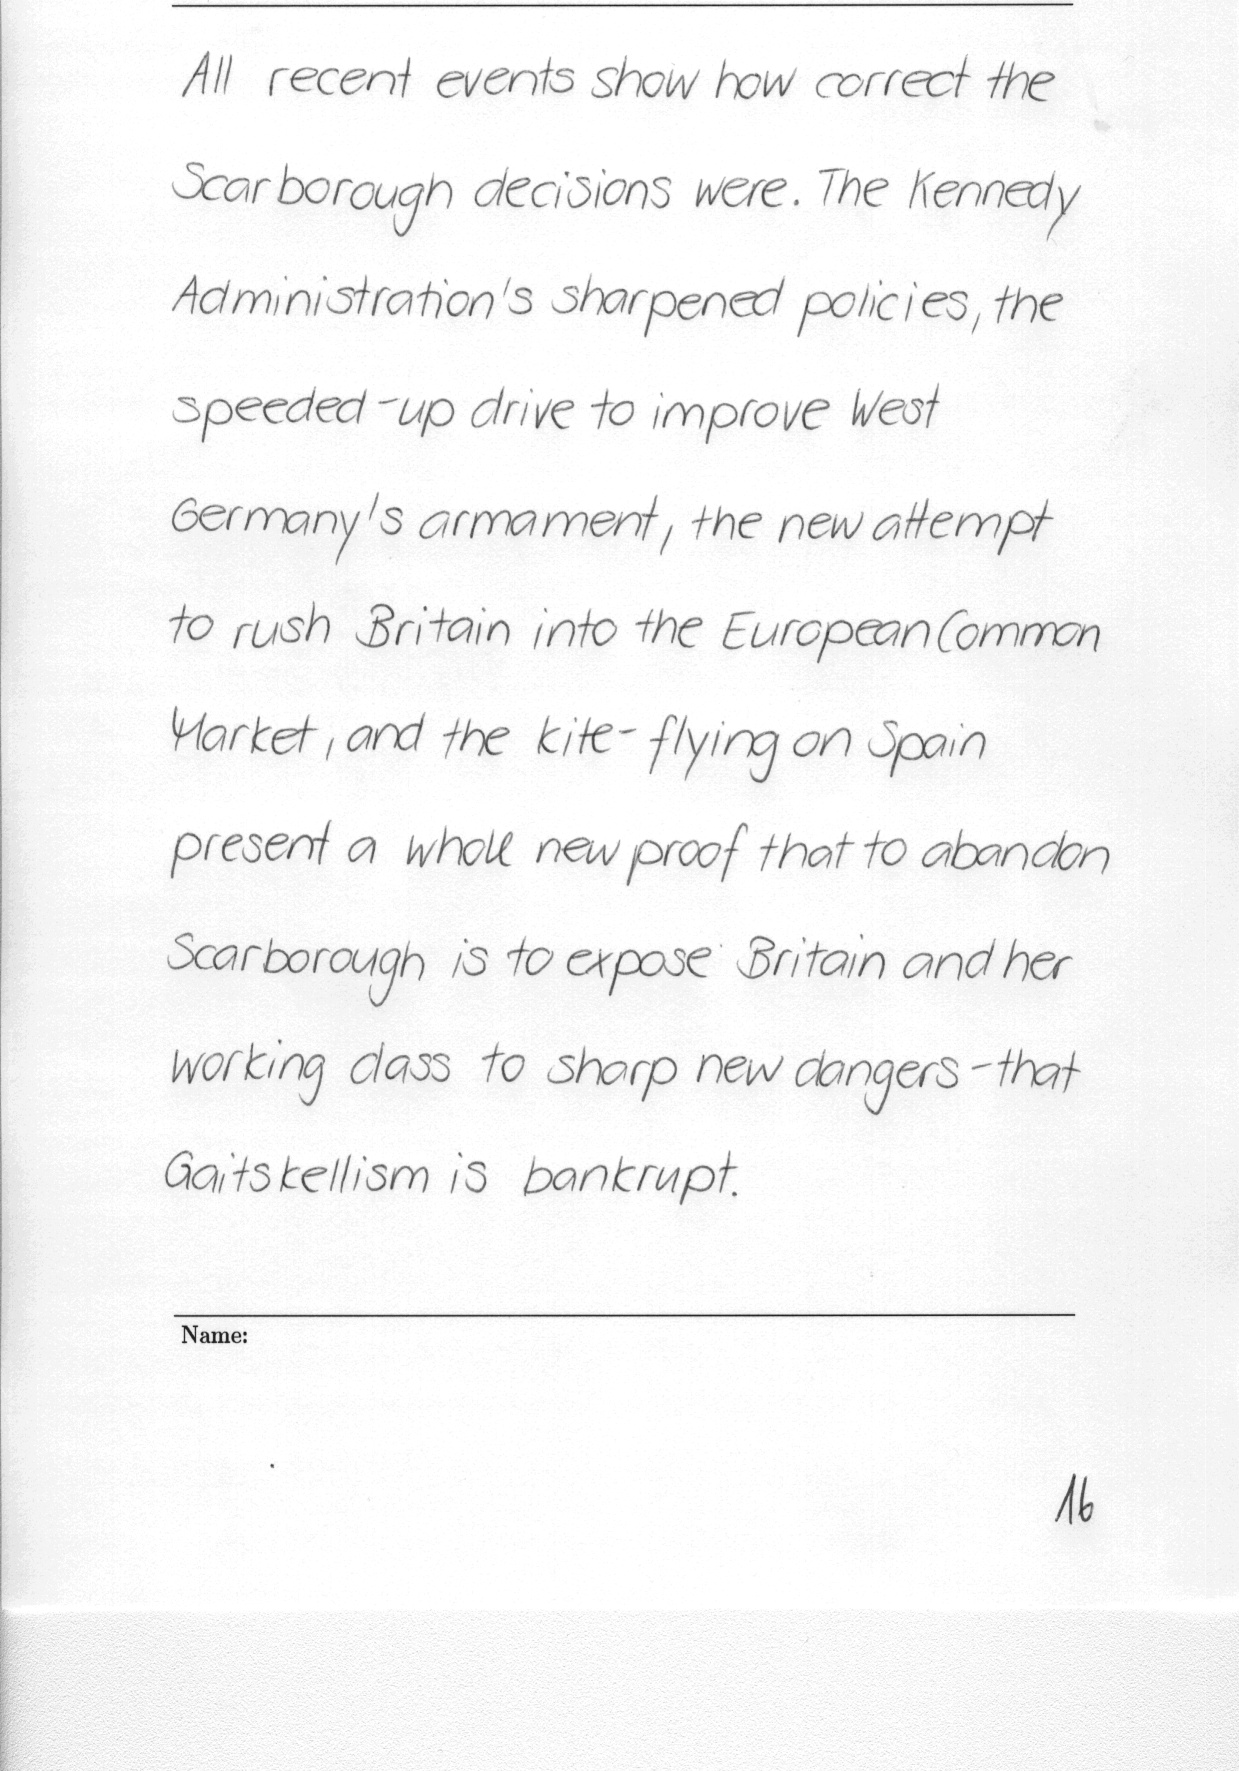 All recent events show how correct the
Scarborough decisions were. The Kennedy
Administration's sharpened policies, the
speeded-up drive to improve West
Germany's armament, the new attempt
to rush Britain into the European Common
Market, and the kite-flying on Spain
present a whole new proof that to abandon
Scarborough is to expose Britain and her
working class to sharp new dangers - that
Gaitskellism is bankrupt.
Name:
16